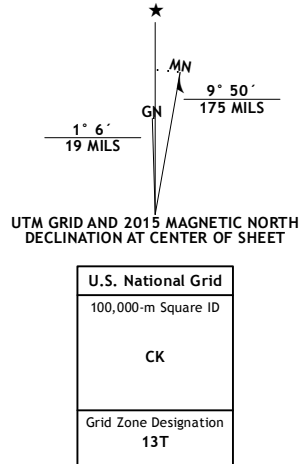 ★
MN
GN
9° 50´
175 MILS
1° 6´
19 MILS
UTM GRID AND 2015 MAGNETIC NORTH
DECLINATION AT CENTER OF SHEET
U.S. National Grid
100,000-m Square ID
CK
Grid Zone Designation
13T